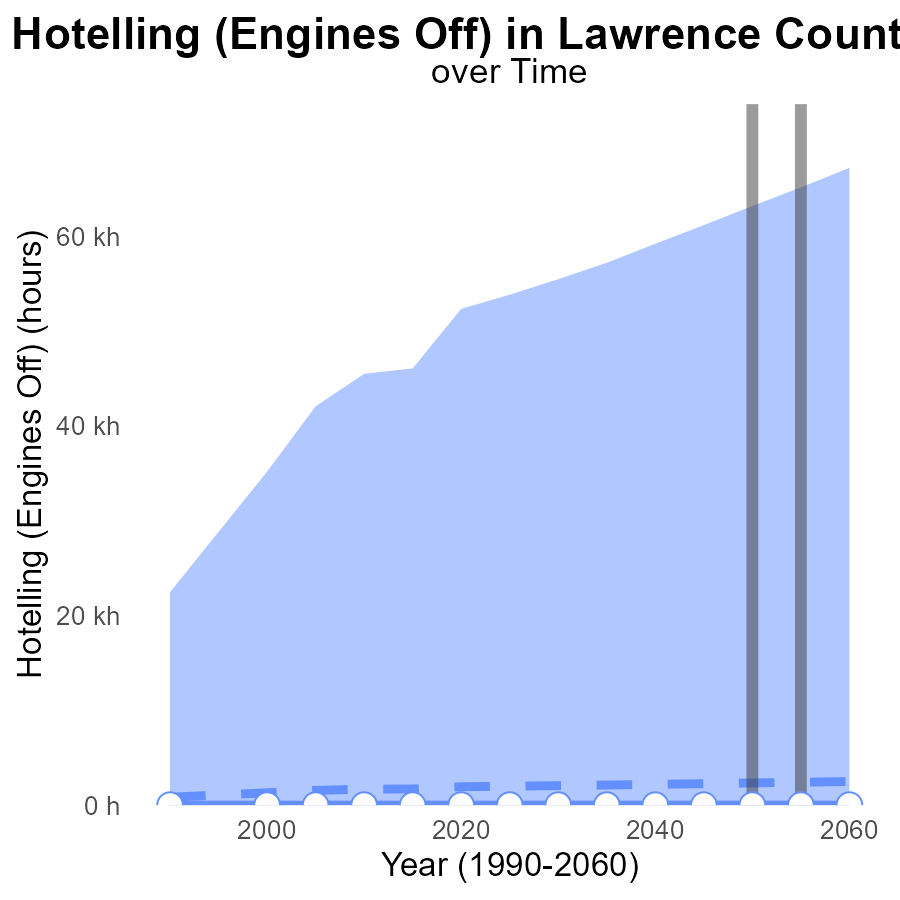 Hotelling (Engines Off) in Lawrence Count
over Time
Hotelling (Engines Off) (hours)
60 kh
40 kh
20 kh
0 h
2000
2020
2040
2060
Year (1990-2060)